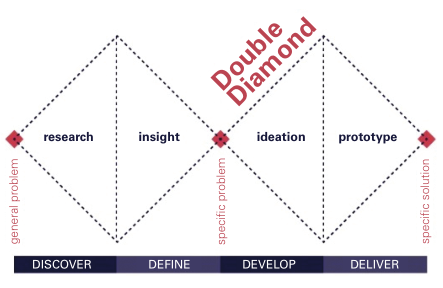 Double
Diamond
research
insight
ideation
prototype
general problem
specific problem
specific solution
DISCOVER
DEFINE
DEVELOP
DELIVER